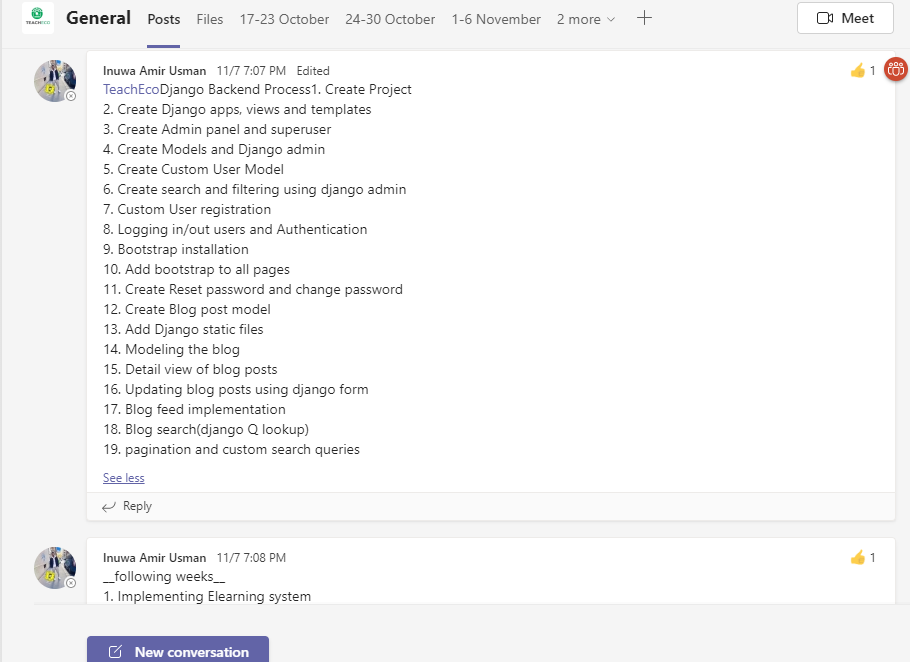 TEACHECO
General Posts Files 17-23 October 24-30 October 1-6 November 2 more Meet
Inuwa Amir Usman 11/7 7:07 PM Edited 1
TeachEcoDjango Backend Process1. Create Project
2. Create Django apps, views and templates
3. Create Admin panel and superuser
4. Create Models and Django admin
5. Create Custom User Model
6. Create search and filtering using django admin
7. Custom User registration
8. Logging in/out users and Authentication
9. Bootstrap installation
10. Add bootstrap to all pages
11. Create Reset password and change password
12. Create Blog post model
13. Add Django static files
14. Modeling the blog
15. Detail view of blog posts
16. Updating blog posts using django form
17. Blog feed implementation
18. Blog search(django Q lookup)
19. pagination and custom search queries
See less
Reply
Inuwa Amir Usman 11/7 7:08 PM 1
__following weeks__
1. Implementing Elearning system
New conversation